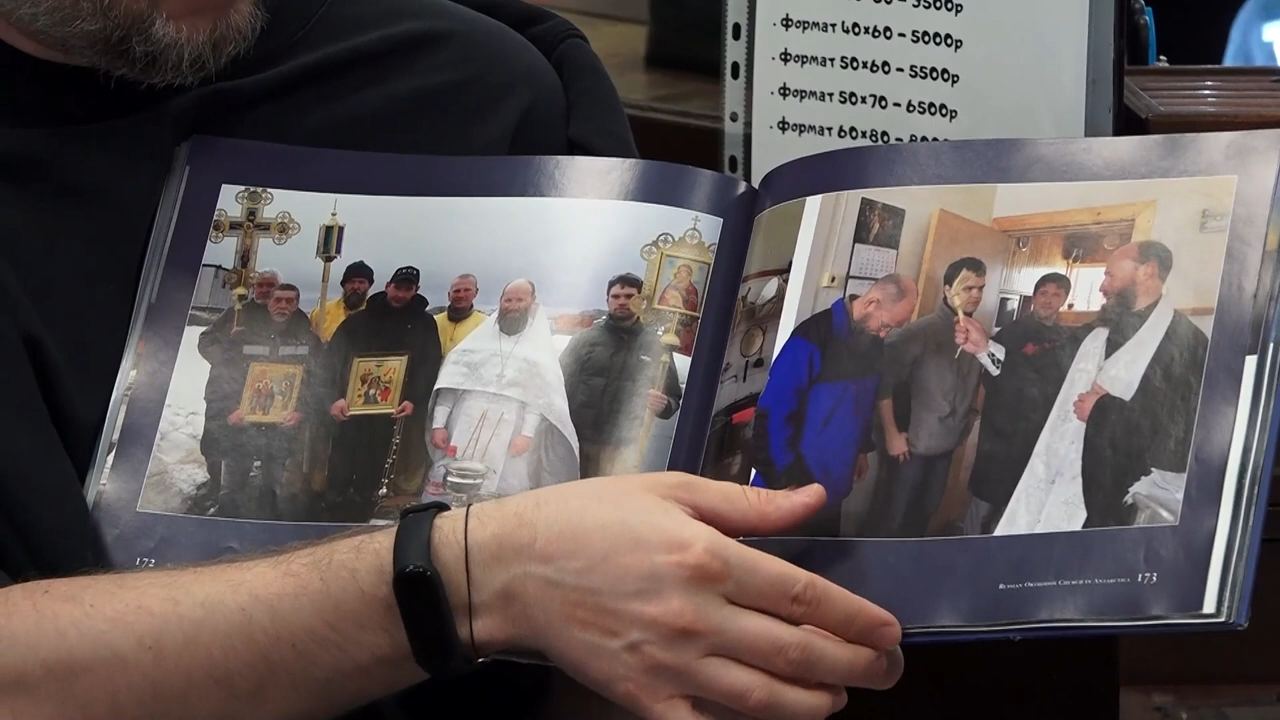 - 3500р
. формат 40×60 – 5000р
. формат 50×60 – 5500р
. формат 50×70 – 6500р
. формат 60×80 –
172
Russian Orthodox Church in Antarctica 173